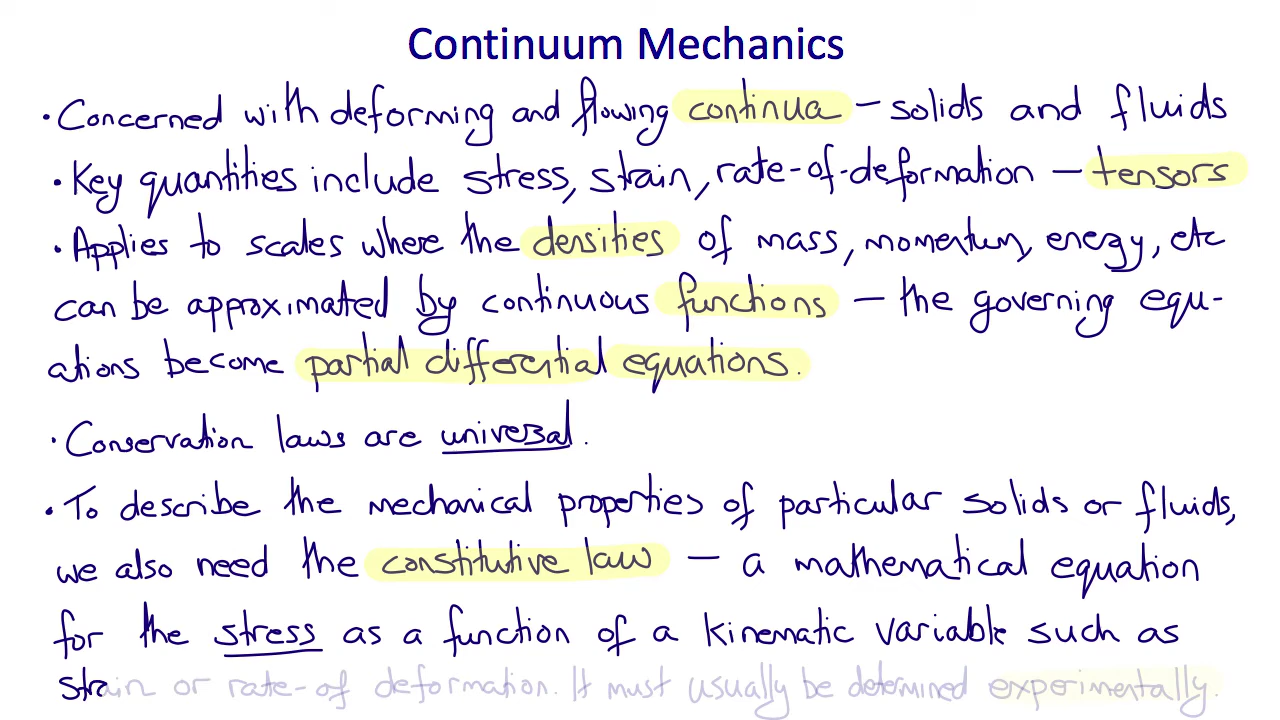 Continuum Mechanics
• Concerned with deforming and flowing continua – solids and fluids
• Key quantities include stress, strain, rate-of-deformation – tensors
• Applies to scales where the densities of mass, momentum, energy, etc
can be approximated by continuous functions – the governing equ-
ations become partial differential equations.
• Conservation laws are universal.
• To describe the mechanical properties of particular solids or fluids,
we also need the constitutive law – a mathematical equation
for the stress as a function of a kinematic variable such as
strain or rate-of deformation. It must usually be determined experimentally.